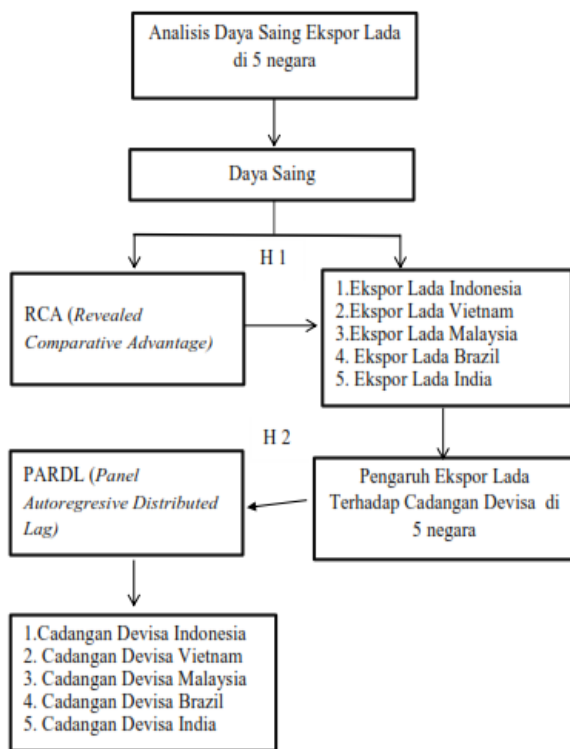 Analisis Daya Saing Ekspor Lada
di 5 negara
Daya Saing
H 1
RCA (Revealed
Comparative Advantage)
1.Ekspor Lada Indonesia
2.Ekspor Lada Vietnam
3.Ekspor Lada Malaysia
4. Ekspor Lada Brazil
5. Ekspor Lada India
H 2
PARDL (Panel
Autoregresive Distributed
Lag)
Pengaruh Ekspor Lada
Terhadap Cadangan Devisa di
5 negara
1.Cadangan Devisa Indonesia
2. Cadangan Devisa Vietnam
3. Cadangan Devisa Malaysia
4. Cadangan Devisa Brazil
5. Cadangan Devisa India